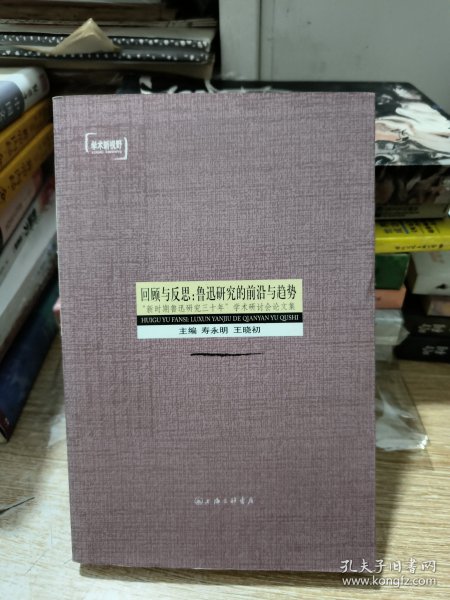 学术新视野
回顾与反思：鲁迅研究的前沿与趋势
“新时期鲁迅研究三十年”学术研讨会论文集
HUIGU YU FANSI: LUXUN YANJIU DE QIANYAN YU QUSHI
主编 寿永明 王晓初
上海三联书店
孔夫子旧书网
www.kongfz.com